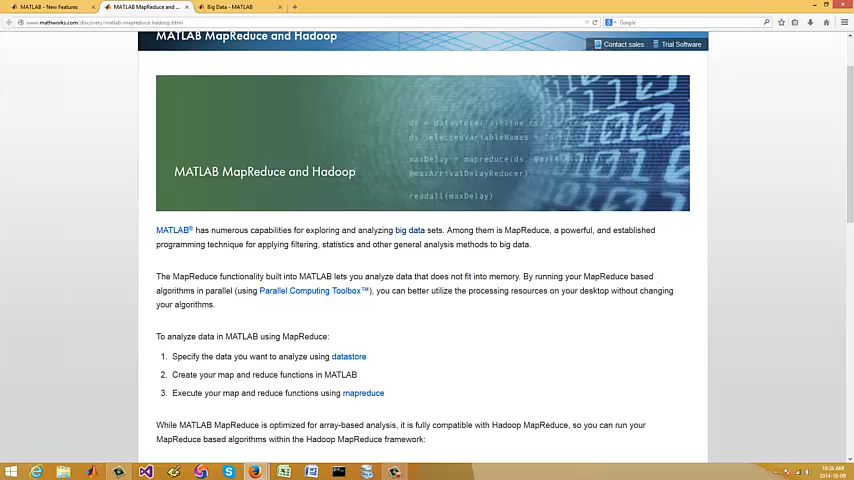 MATLAB - New Features
MATLAB MapReduce and ...
Big Data - MATLAB
www.mathworks.com/discovery/matlab-mapreduce-hadoop.html
Google
MATLAB MapReduce and Hadoop
Contact sales
Trial Software
ds.SelectedVariableNames =
maxDelay = mapreduce(ds,
@maxArrivalDelayReducer);
readall(maxDelay)
MATLAB MapReduce and Hadoop
MATLAB® has numerous capabilities for exploring and analyzing big data sets. Among them is MapReduce, a powerful, and established
programming technique for applying filtering, statistics and other general analysis methods to big data.
The MapReduce functionality built into MATLAB lets you analyze data that does not fit into memory. By running your MapReduce based
algorithms in parallel (using Parallel Computing Toolbox™), you can better utilize the processing resources on your desktop without changing
your algorithms.
To analyze data in MATLAB using MapReduce:
1. Specify the data you want to analyze using datastore
2. Create your map and reduce functions in MATLAB
3. Execute your map and reduce functions using mapreduce
While MATLAB MapReduce is optimized for array-based analysis, it is fully compatible with Hadoop MapReduce, so you can run your
MapReduce based algorithms within the Hadoop MapReduce framework:
10:38 AM
2014-10-09